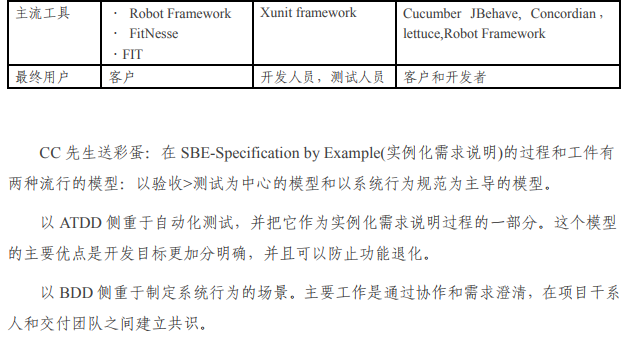 主流工具
· Robot Framework
· FitNesse
·FIT
Xunit framework
Cucumber JBehave, Concordian，
lettuce,Robot Framework
最终用户
客户
开发人员，测试人员
客户和开发者
CC 先生送彩蛋：在 SBE-Specification by Example(实例化需求说明)的过程和工件有
两种流行的模型：以验收>测试为中心的模型和以系统行为规范为主导的模型。
以 ATDD 侧重于自动化测试，并把它作为实例化需求说明过程的一部分。这个模型
的主要优点是开发目标更加分明确，并且可以防止功能退化。
以 BDD 侧重于制定系统行为的场景。主要工作是通过协作和需求澄清，在项目干系
人和交付团队之间建立共识。